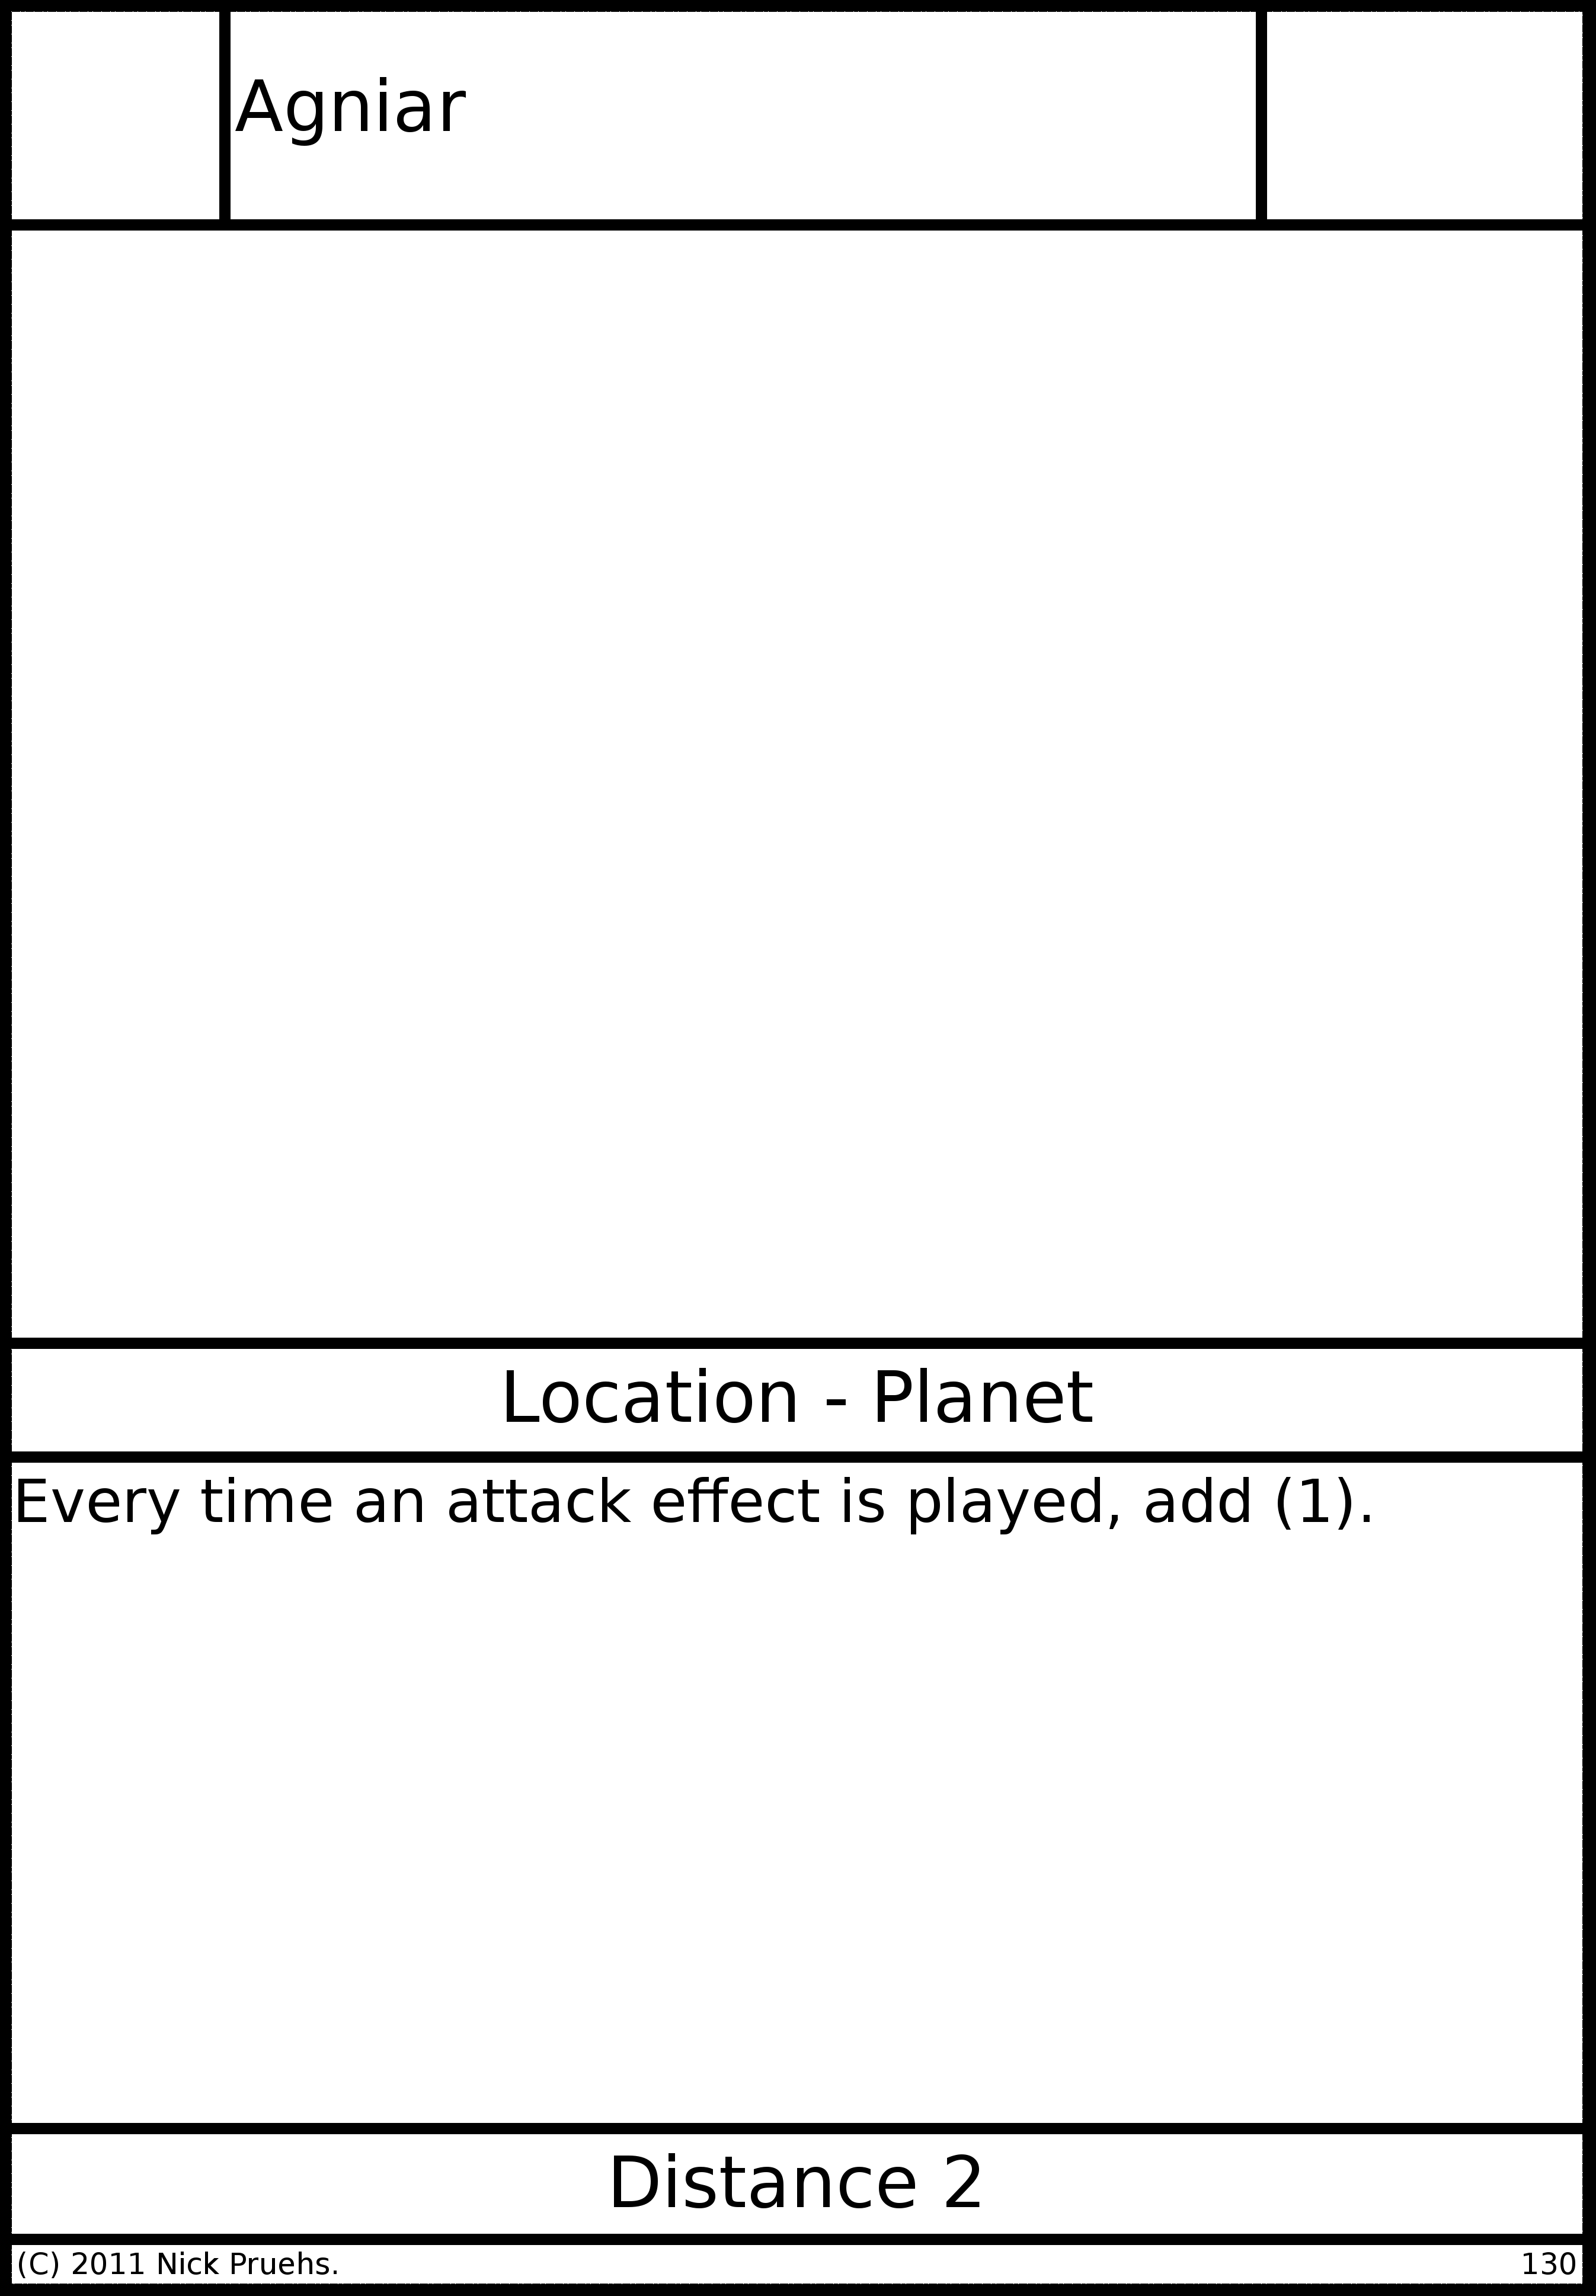 Agniar
Location - Planet
Every time an attack effect is played, add (1).
Distance 2
(C) 2011 Nick Pruehs.
130